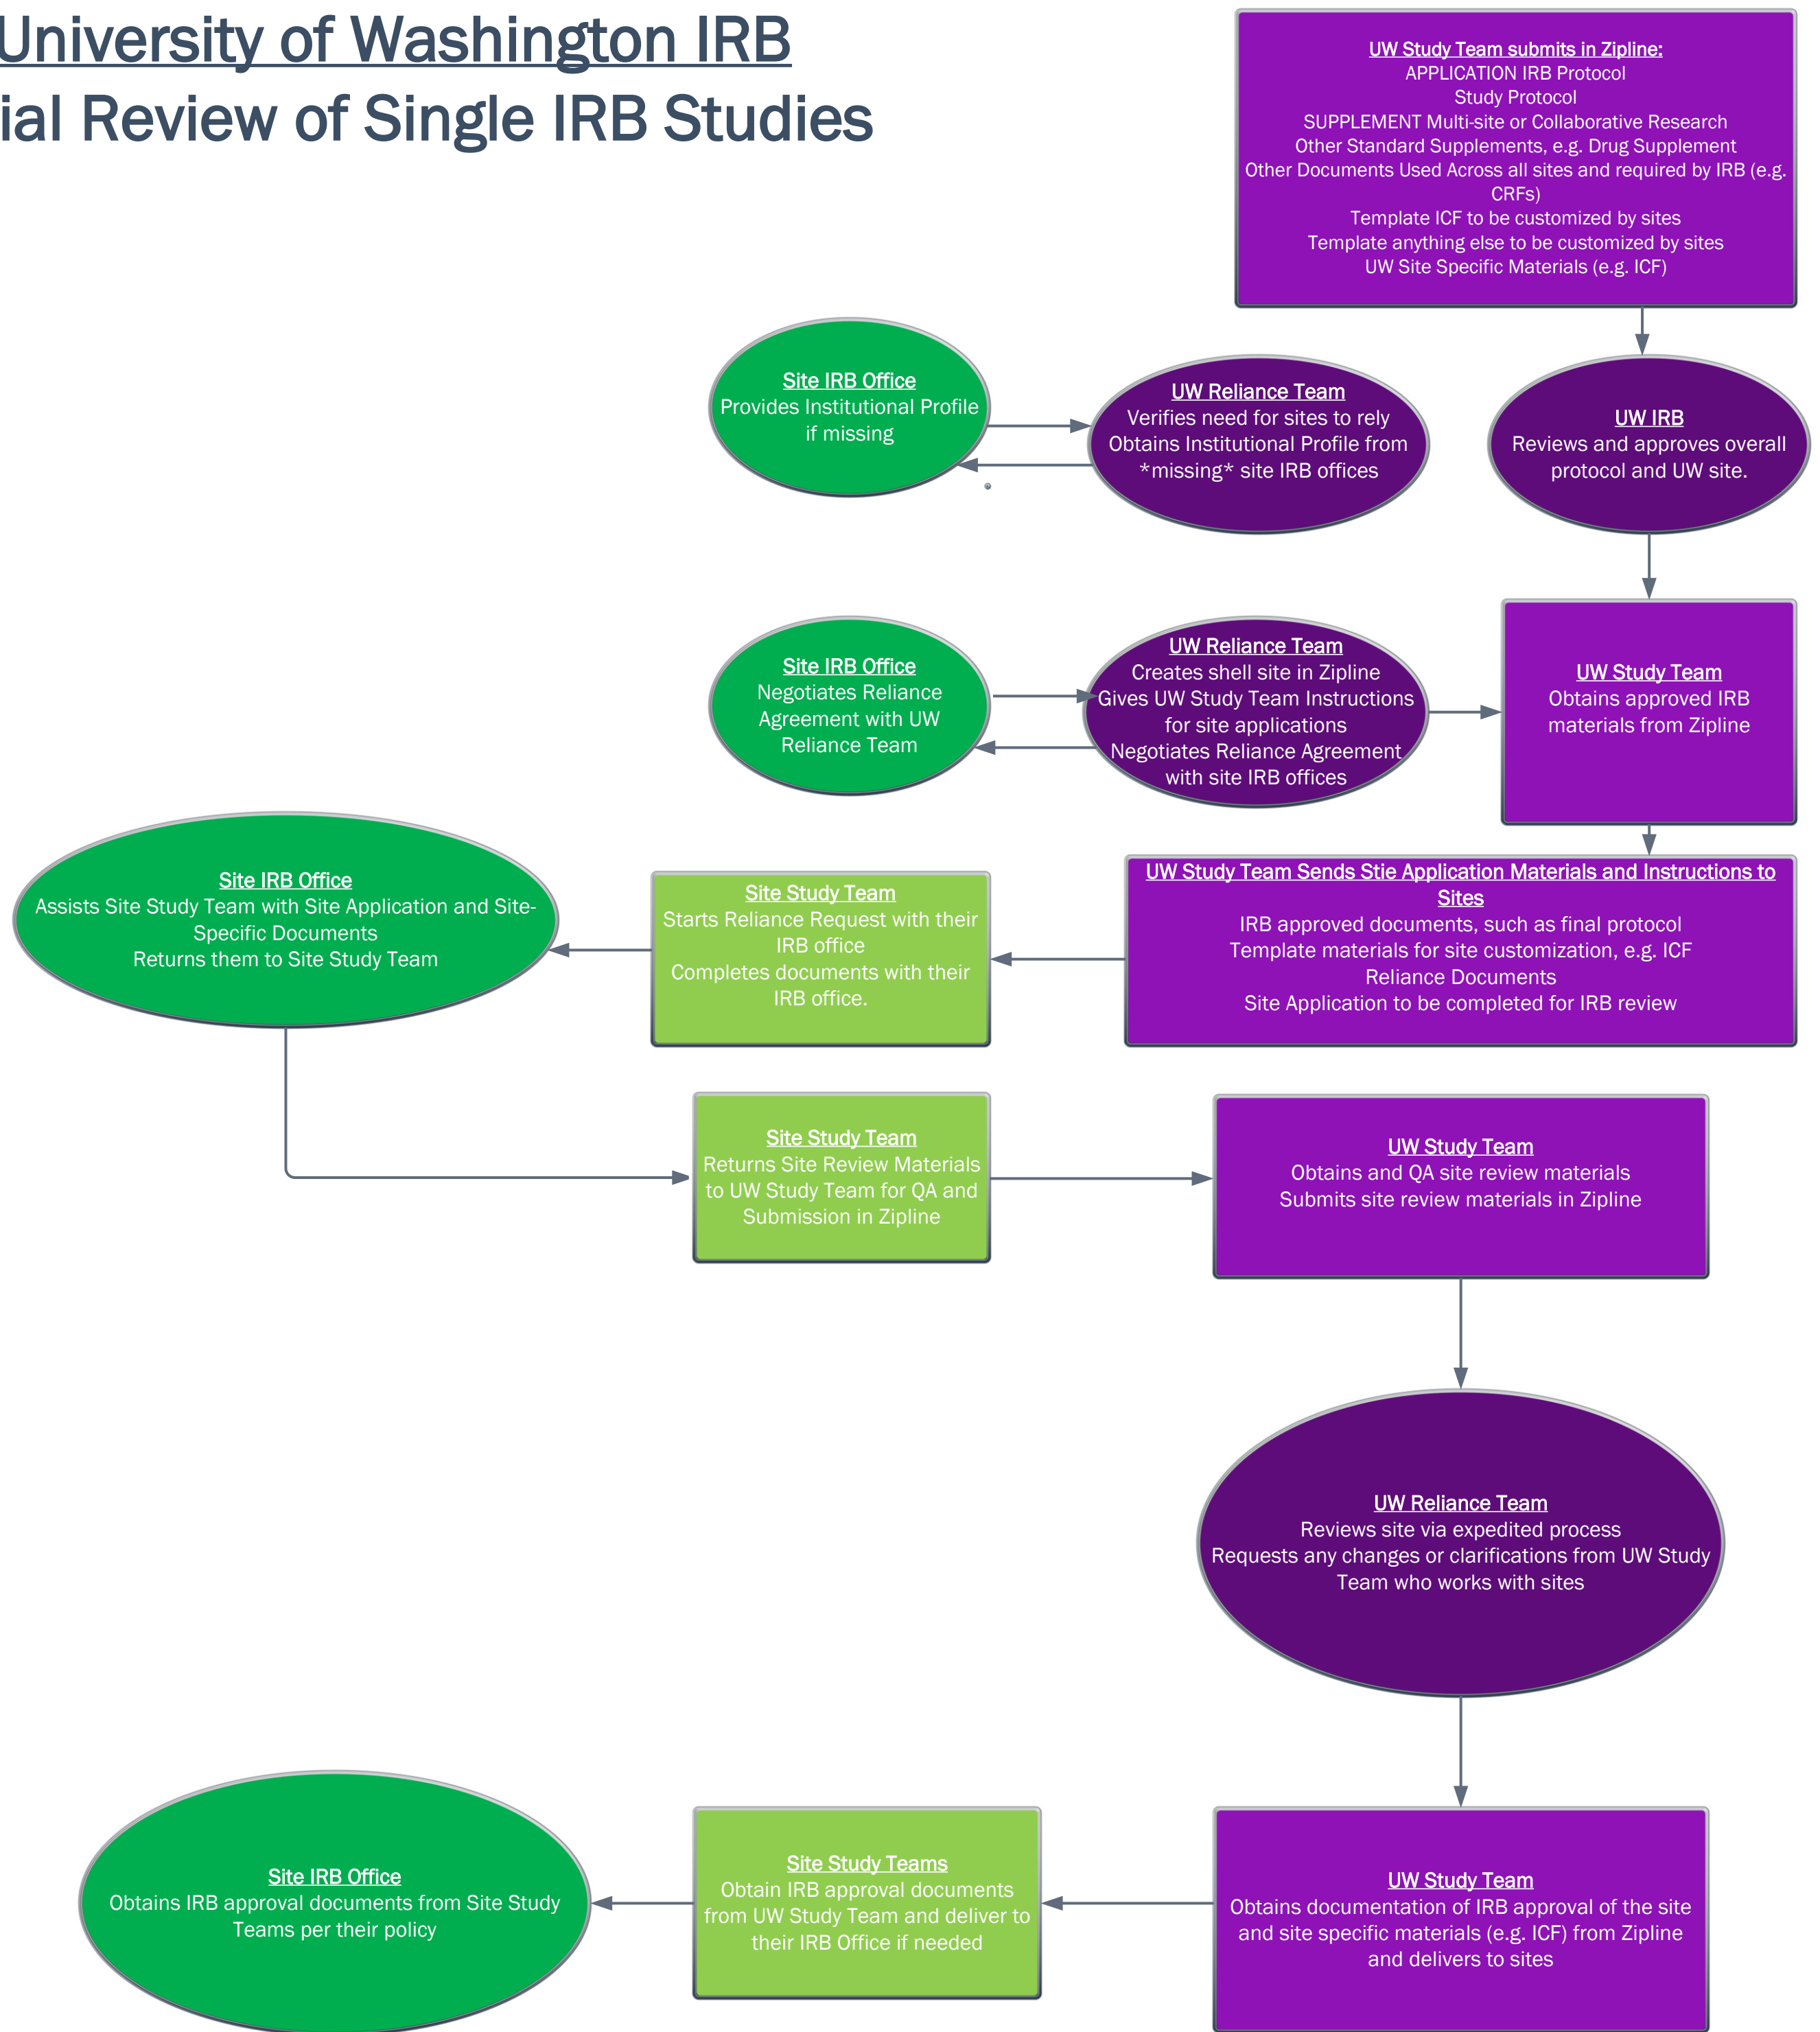 University of Washington IRB
ial Review of Single IRB Studies
UW Study Team submits in Zipline:
APPLICATION IRB Protocol
Study Protocol
SUPPLEMENT Multi-site or Collaborative Research
Other Standard Supplements, e.g. Drug Supplement
Other Documents Used Across all sites and required by IRB (e.g.
CRFs)
Template ICF to be customized by sites
Template anything else to be customized by sites
UW Site Specific Materials (e.g. ICF)
Site IRB Office
Provides Institutional Profile
if missing
UW Reliance Team
Verifies need for sites to rely
Obtains Institutional Profile from
*missing* site IRB offices
UW IRB
Reviews and approves overall
protocol and UW site.
Site IRB Office
Negotiates Reliance
Agreement with UW
Reliance Team
UW Reliance Team
Creates shell site in Zipline
Gives UW Study Team Instructions
for site applications
Negotiates Reliance Agreement
with site IRB offices
UW Study Team
Obtains approved IRB
materials from Zipline
Site IRB Office
Assists Site Study Team with Site Application and Site-
Specific Documents
Returns them to Site Study Team
Site Study Team
Starts Reliance Request with their
IRB office
Completes documents with their
IRB office.
UW Study Team Sends Stie Application Materials and Instructions to
Sites
IRB approved documents, such as final protocol
Template materials for site customization, e.g. ICF
Reliance Documents
Site Application to be completed for IRB review
Site Study Team
Returns Site Review Materials
to UW Study Team for QA and
Submission in Zipline
UW Study Team
Obtains and QA site review materials
Submits site review materials in Zipline
UW Reliance Team
Reviews site via expedited process
Requests any changes or clarifications from UW Study
Team who works with sites
Site IRB Office
Obtains IRB approval documents from Site Study
Teams per their policy
Site Study Teams
Obtain IRB approval documents
from UW Study Team and deliver to
their IRB Office if needed
UW Study Team
Obtains documentation of IRB approval of the site
and site specific materials (e.g. ICF) from Zipline
and delivers to sites